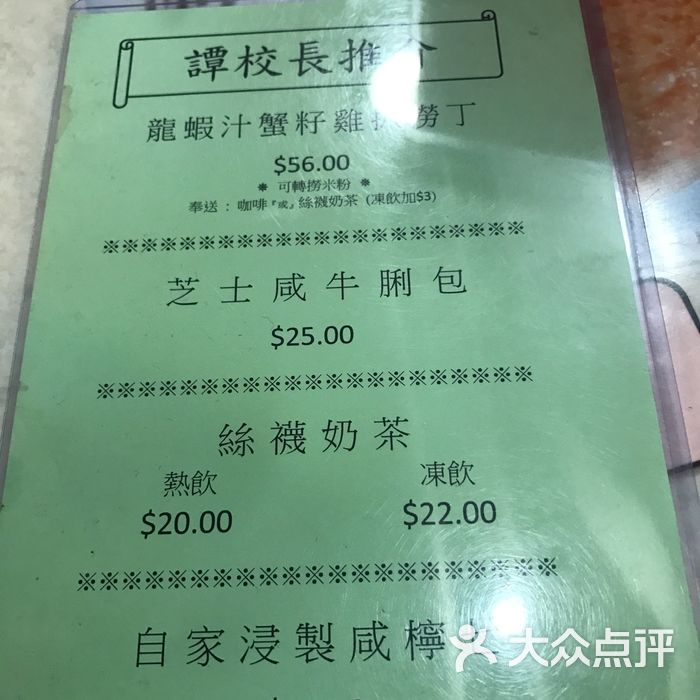 譚校長推介
龍蝦汁蟹籽雞扒撈丁
$56.00
※ 可轉撈米粉 ※
奉送 : 咖啡『或』絲襪奶茶 (凍飲加$3)
※※※※※※※※※※※※※※※※※※※※※※
芝士咸牛脷包
$25.00
※※※※※※※※※※※※※※※※※※※※※※
絲襪奶茶
熱飲 凍飲
$20.00 $22.00
※※※※※※※※※※※※※※※※※※※※※※
自家浸製咸檸
大众点评